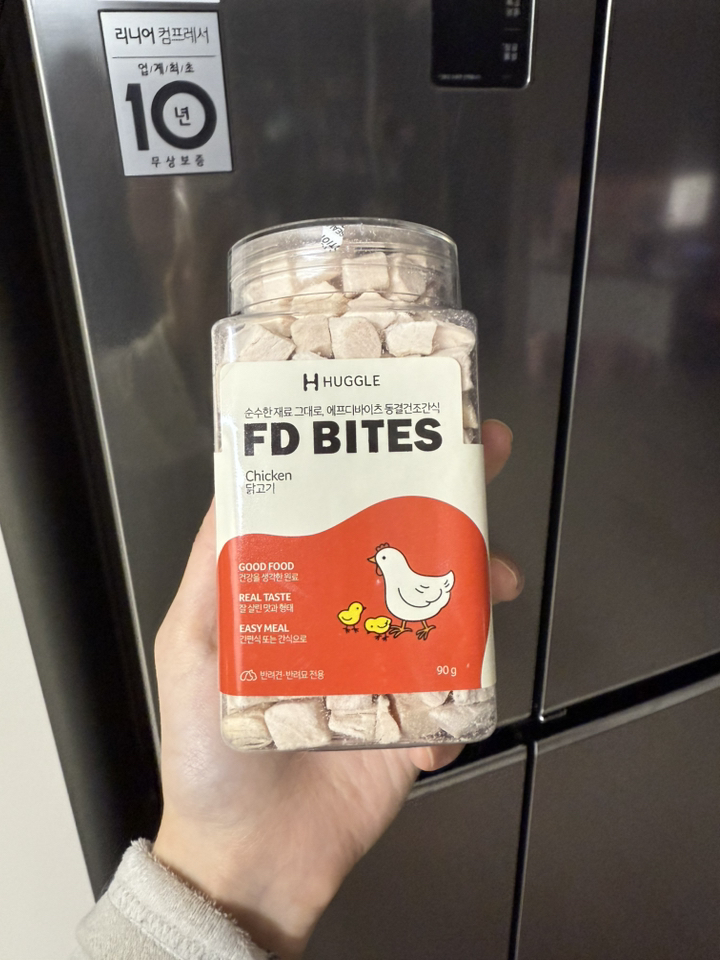 리니어 컴프레서
업/계/최/초
10년
무상보증
HUGGLE
순수한 재료 그대로, 에프디바이츠 동결건조간식
FD BITES
Chicken
닭고기
GOOD FOOD
건강을 생각한 원료
REAL TASTE
잘 살린 맛과 형태
EASY MEAL
간편식 또는 간식으로
반려견·반려묘 전용
90 g